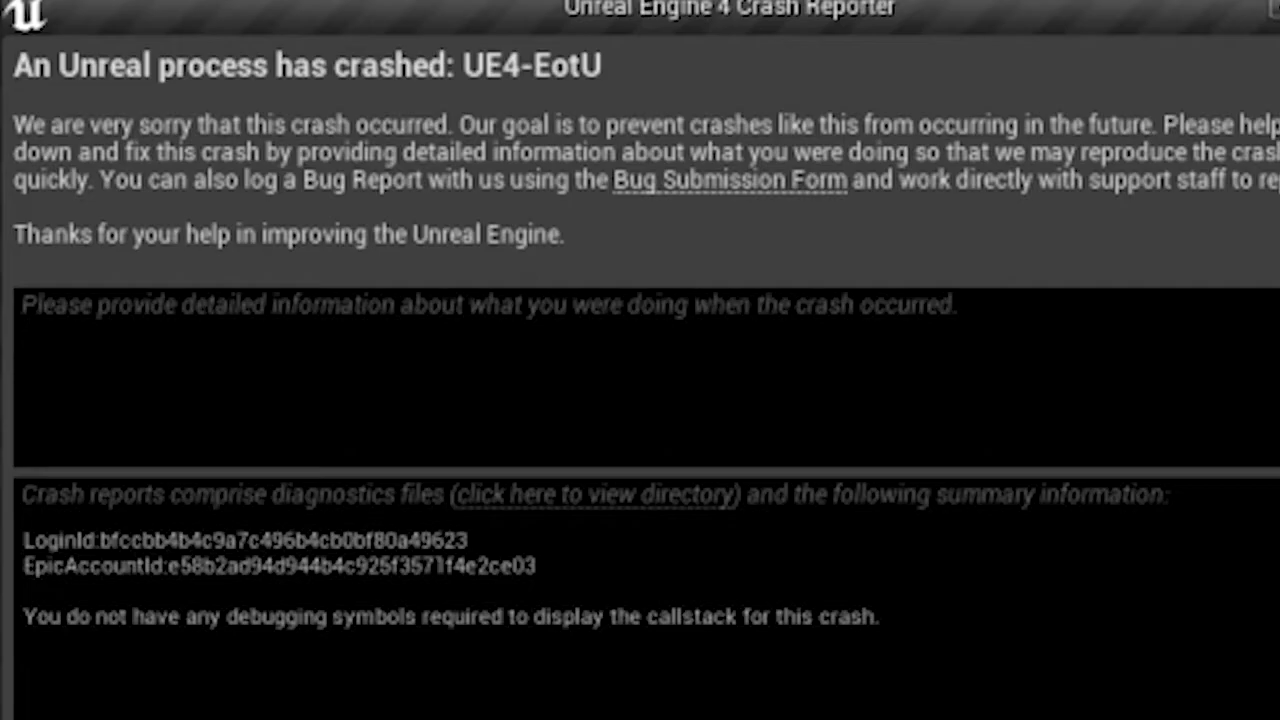 Unreal Engine 4 Crash Reporter
An Unreal process has crashed: UE4-EotU
We are very sorry that this crash occurred. Our goal is to prevent crashes like this from occurring in the future. Please help
down and fix this crash by providing detailed information about what you were doing so that we may reproduce the crash
quickly. You can also log a Bug Report with us using the Bug Submission Form and work directly with support staff to
Thanks for your help in improving the Unreal Engine.
Please provide detailed information about what you were doing when the crash occurred.
Crash reports comprise diagnostics files (click here to view directory) and the following summary information:
LoginId:bfccbb4b4c9a7c496b4cb0bf80a49623
EpicAccountId:e58b2ad94d944b4c925f3571f4e2ce03
You do not have any debugging symbols required to display the callstack for this crash.